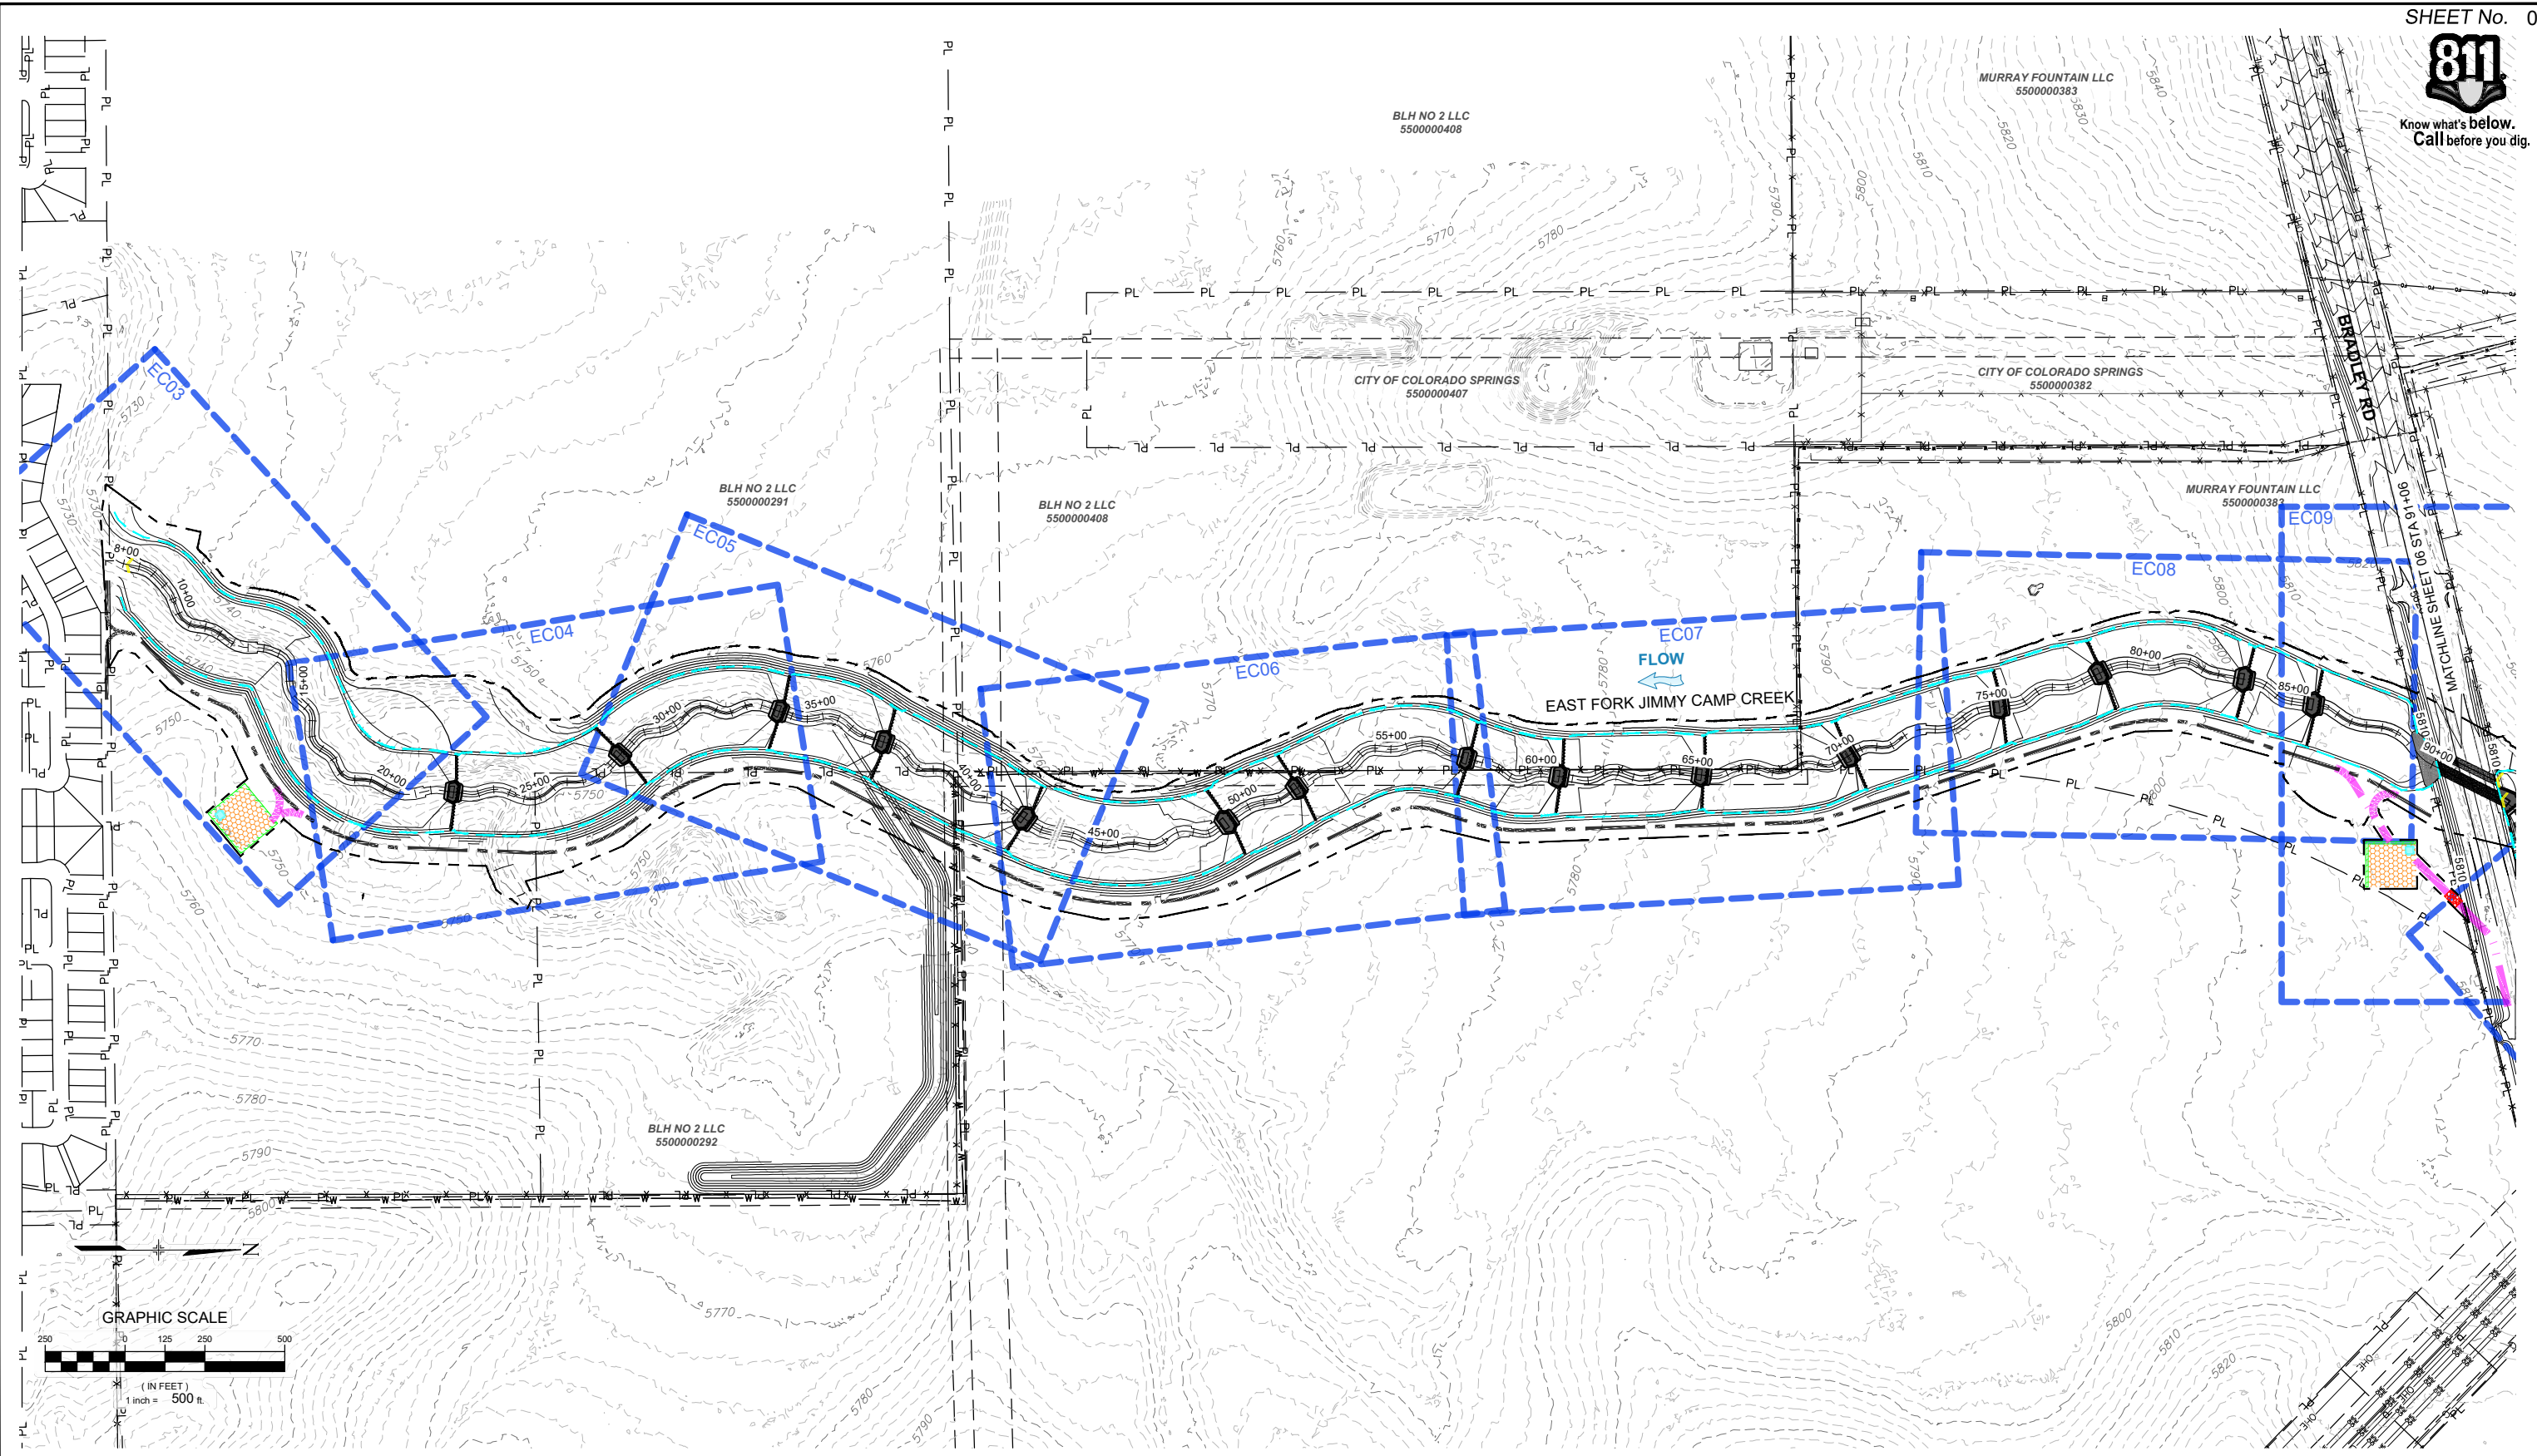 SHEET No. 0
811
Know what's below.
Call before you dig.
MURRAY FOUNTAIN LLC
5500000383
BLH NO 2 LLC
5500000408
CITY OF COLORADO SPRINGS
5500000407
CITY OF COLORADO SPRINGS
5500000382
BRADLEY RD
BLH NO 2 LLC
5500000291
BLH NO 2 LLC
5500000408
MURRAY FOUNTAIN LLC
5500000383
MATCHLINE SHEET 06 STA 91+06
EC03
EC04
EC05
EC06
EC07
EC08
EC09
FLOW
EAST FORK JIMMY CAMP CREEK
8+00
10+00
15+00
20+00
25+00
30+00
35+00
40+00
45+00
50+00
55+00
60+00
65+00
70+00
75+00
80+00
85+00
90+00
5730
5740
5750
5760
5770
5780
5790
5800
5810
5820
5830
5840
BLH NO 2 LLC
5500000292
PL
OHE
X
W
N
GRAPHIC SCALE
250 0 125 250 500
( IN FEET )
1 inch = 500 ft.